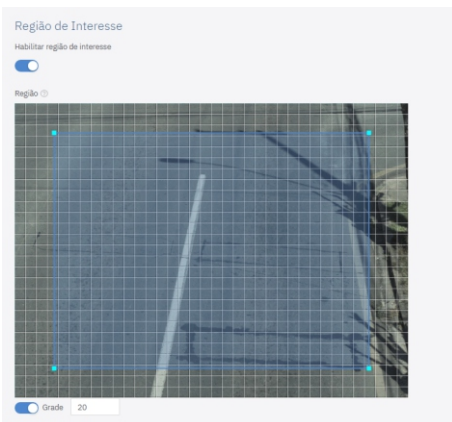 Região de Interesse
Habilitar região de interesse
Região
Grade 20